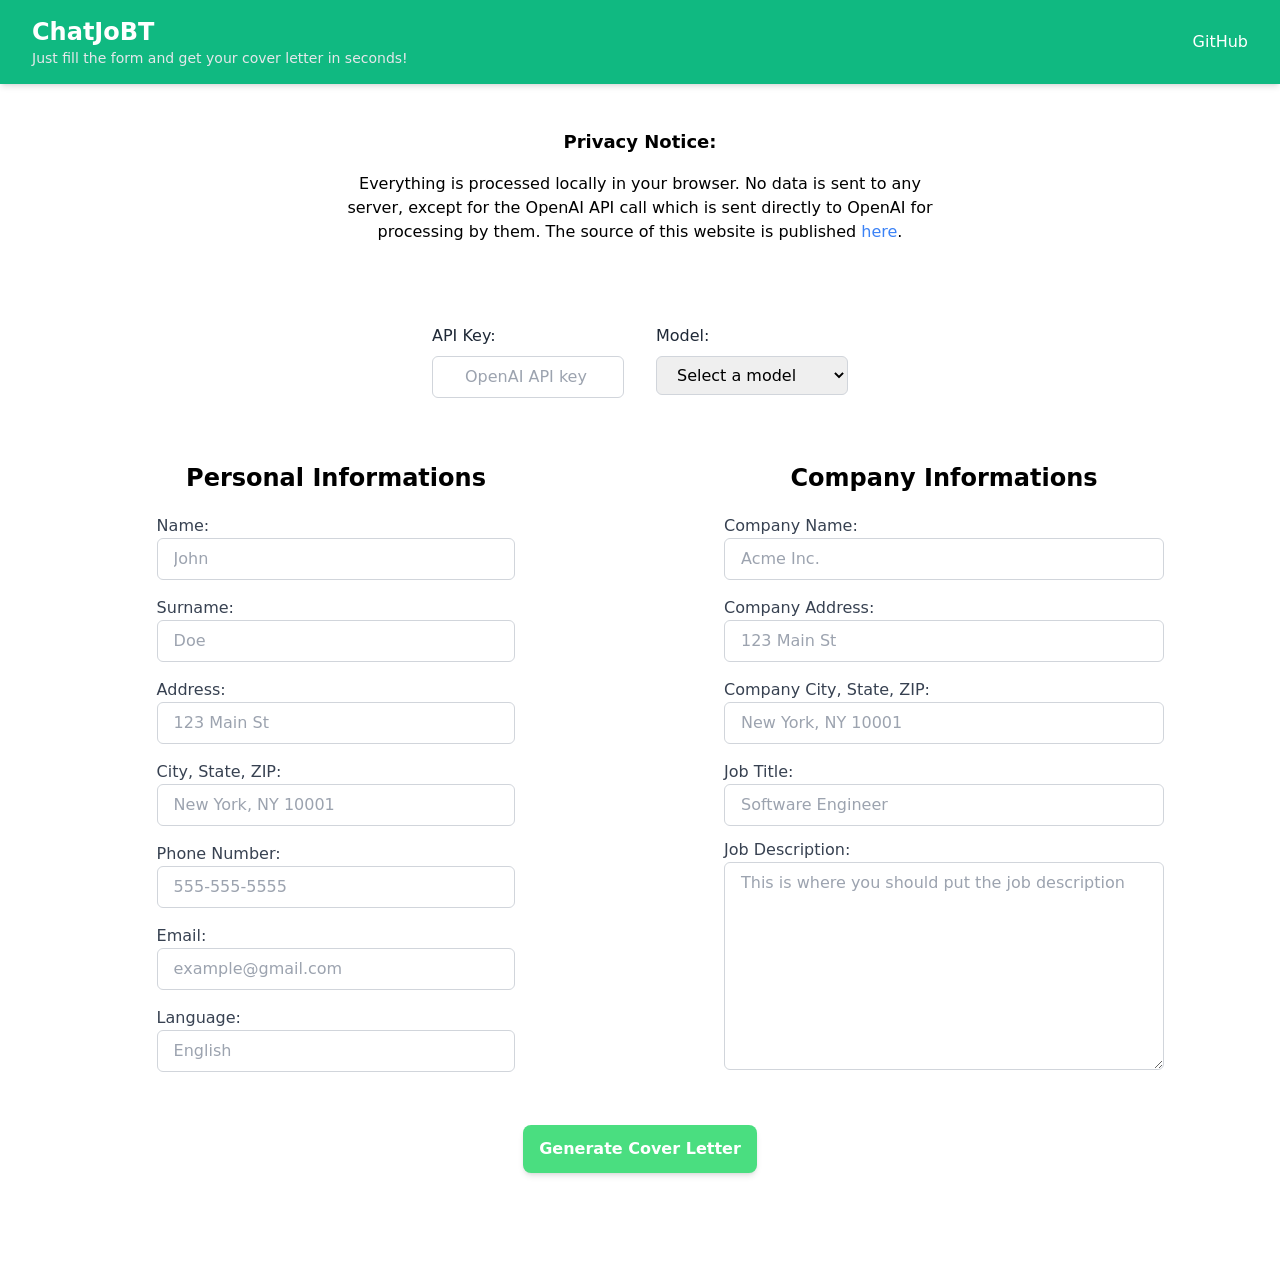 ChatJoBT
Just fill the form and get your cover letter in seconds!
GitHub
Privacy Notice:
Everything is processed locally in your browser. No data is sent to any
server, except for the OpenAI API call which is sent directly to OpenAI for
processing by them. The source of this website is published here.
API Key:
OpenAI API key
Model:
Select a model
Personal Informations
Name:
John
Surname:
Doe
Address:
123 Main St
City, State, ZIP:
New York, NY 10001
Phone Number:
555-555-5555
Email:
example@gmail.com
Language:
English
Company Informations
Company Name:
Acme Inc.
Company Address:
123 Main St
Company City, State, ZIP:
New York, NY 10001
Job Title:
Software Engineer
Job Description:
This is where you should put the job description
Generate Cover Letter